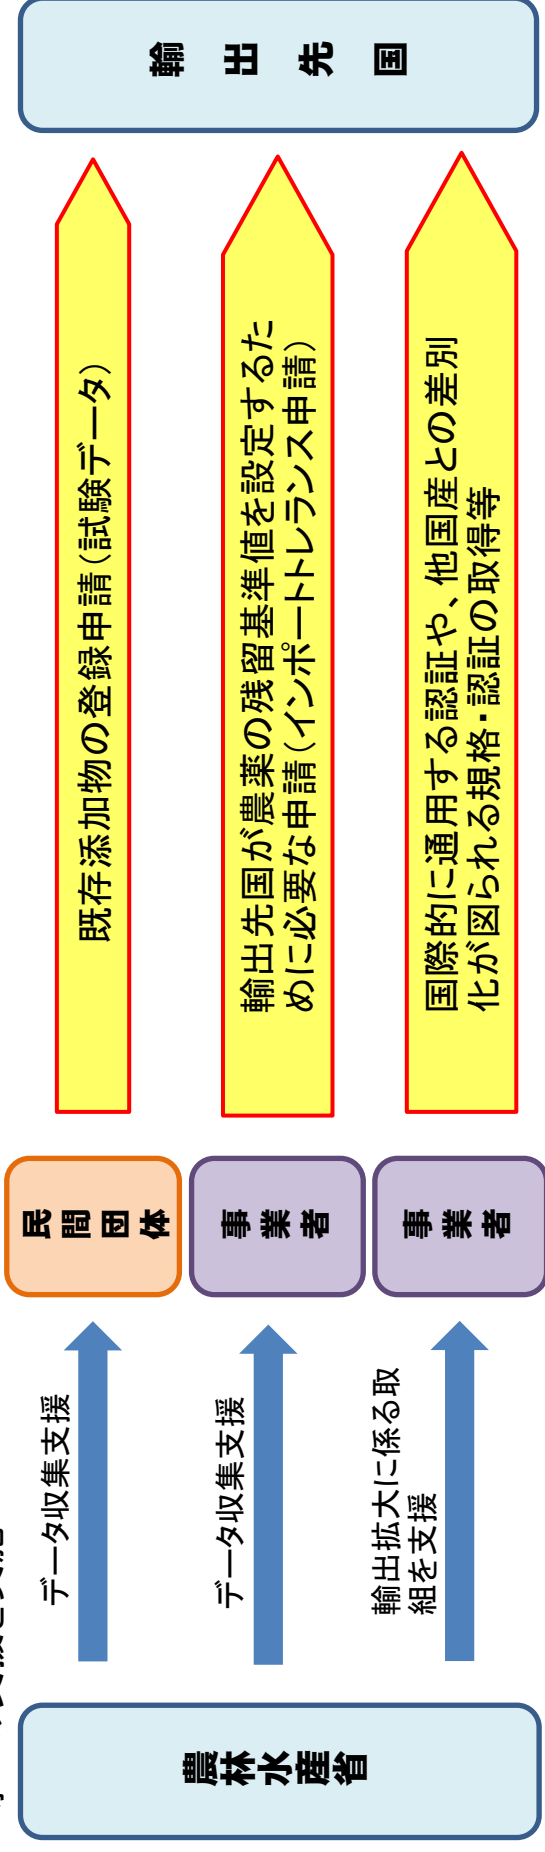 農林水産省
データ収集支援
民間団体
既存添加物の登録申請（試験データ）
データ収集支援
事業者
輸出先国が農薬の残留基準値を設定するた
めに必要な申請（インポートトレランス申請）
輸出拡大に係る取
組を支援
事業者
国際的に通用する認証や、他国産との差別
化が図られる規格・認証の取得等
輸出先国